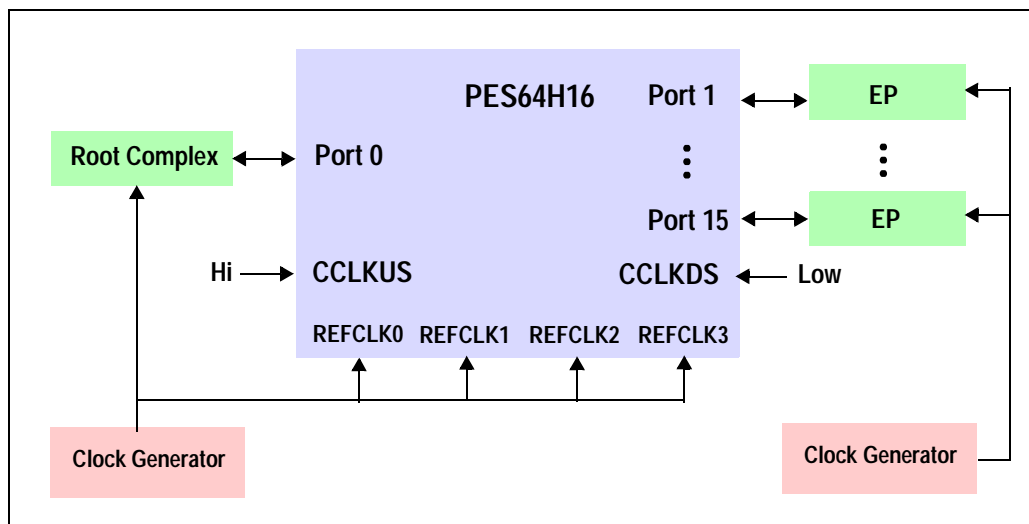 PES64H16
Port 1
EP
Root Complex
Port 0
Port 15
EP
Hi
CCLKUS
CCLKDS
Low
REFCLK0 REFCLK1 REFCLK2 REFCLK3
Clock Generator
Clock Generator